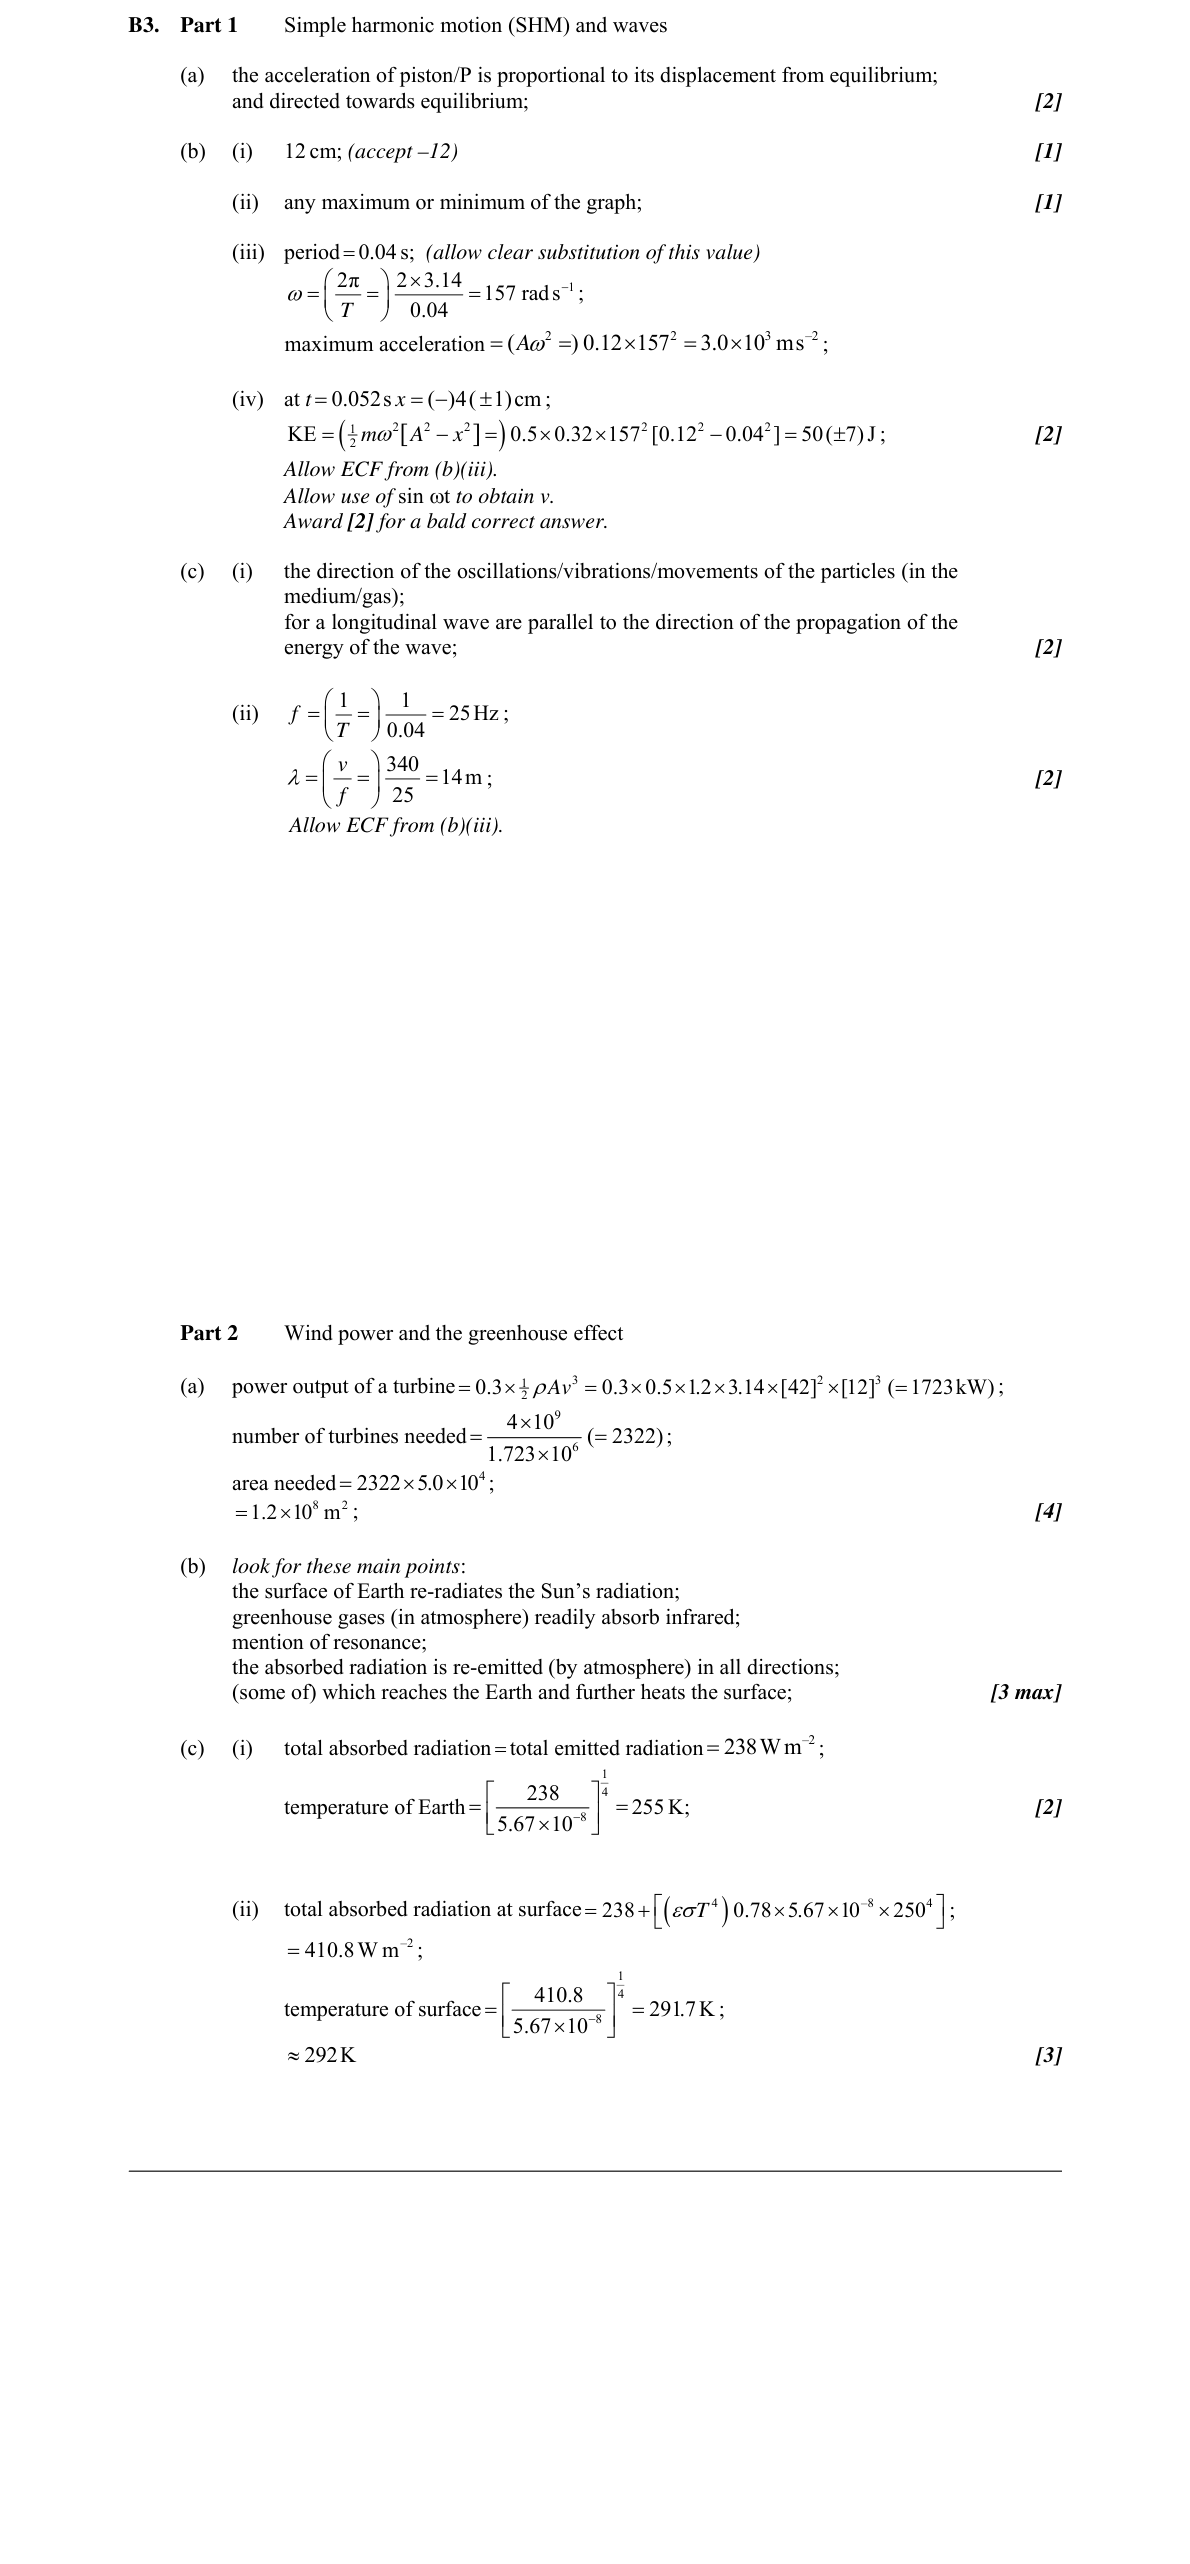 B3. Part 1 Simple harmonic motion (SHM) and waves
(a) the acceleration of piston/P is proportional to its displacement from equilibrium;
and directed towards equilibrium; [2]
(b) (i) 12 cm; (accept –12) [1]
(ii) any maximum or minimum of the graph; [1]
(iii) period = 0.04 s; (allow clear substitution of this value)
ω = (2π/T =) 2×3.14/0.04 = 157 rad s⁻¹ ;
maximum acceleration = (Aω² =) 0.12×157² = 3.0×10³ m s⁻² ;
(iv) at t = 0.052 s x = (−)4(±1) cm ;
KE = (½mω²[A² − x²] =) 0.5×0.32×157² [0.12² − 0.04²] = 50(±7) J ; [2]
Allow ECF from (b)(iii).
Allow use of sin ωt to obtain v.
Award [2] for a bald correct answer.
(c) (i) the direction of the oscillations/vibrations/movements of the particles (in the
medium/gas);
for a longitudinal wave are parallel to the direction of the propagation of the
energy of the wave; [2]
(ii) f = (1/T =) 1/0.04 = 25 Hz ;
λ = (v/f =) 340/25 = 14 m ; [2]
Allow ECF from (b)(iii).
Part 2 Wind power and the greenhouse effect
(a) power output of a turbine = 0.3×½ρAv³ = 0.3×0.5×1.2×3.14×[42]²×[12]³ (= 1723 kW) ;
number of turbines needed = 4×10⁹/1.723×10⁶ (= 2322) ;
area needed = 2322×5.0×10⁴ ;
= 1.2×10⁸ m² ; [4]
(b) look for these main points:
the surface of Earth re-radiates the Sun’s radiation;
greenhouse gases (in atmosphere) readily absorb infrared;
mention of resonance;
the absorbed radiation is re-emitted (by atmosphere) in all directions;
(some of) which reaches the Earth and further heats the surface; [3 max]
(c) (i) total absorbed radiation = total emitted radiation = 238 W m⁻² ;
temperature of Earth = [238/5.67×10⁻⁸]^(1/4) = 255 K; [2]
(ii) total absorbed radiation at surface = 238 + [(εσT⁴) 0.78×5.67×10⁻⁸×250⁴] ;
= 410.8 W m⁻² ;
temperature of surface = [410.8/5.67×10⁻⁸]^(1/4) = 291.7 K ;
≈ 292 K [3]